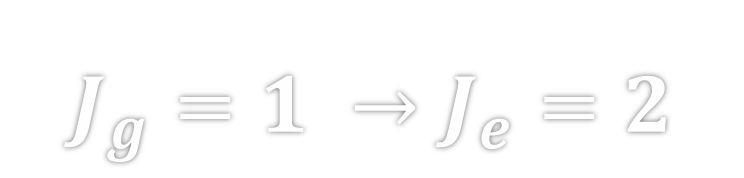 J_g = 1 → J_e = 2